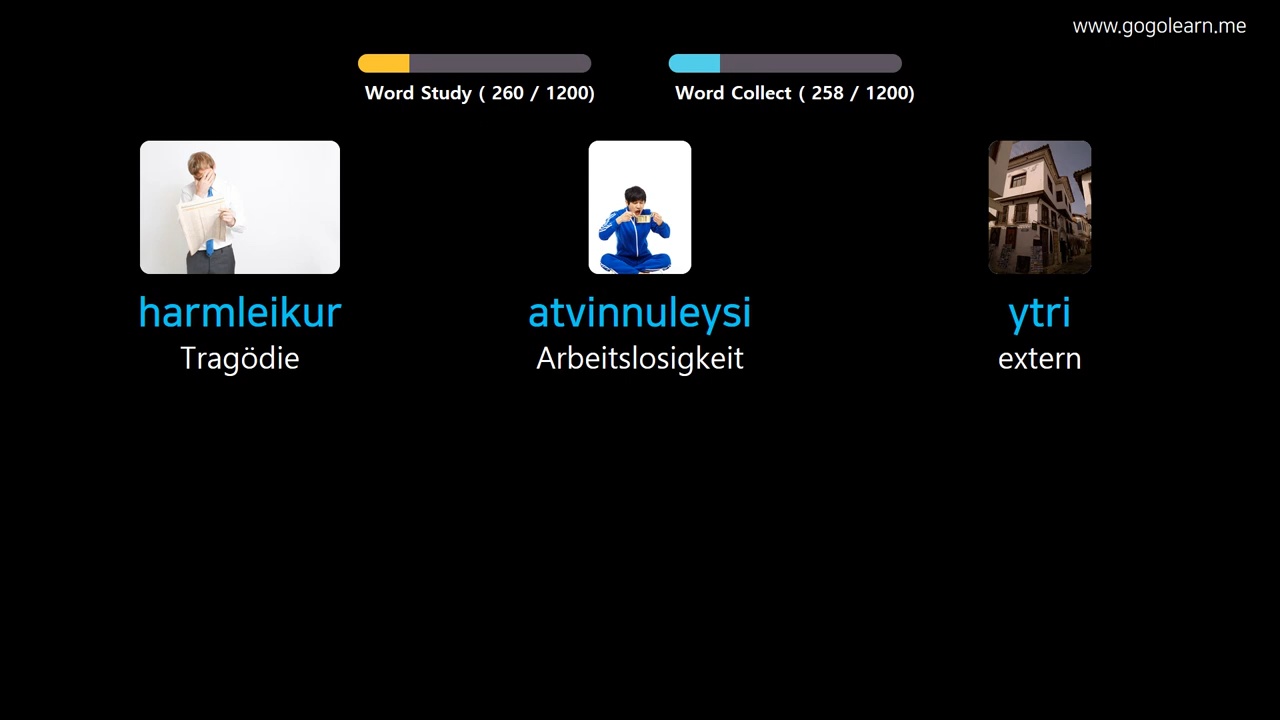 www.gogolearn.me
Word Study ( 260 / 1200)
Word Collect ( 258 / 1200)
harmleikur
Tragödie
atvinnuleysi
Arbeitslosigkeit
ytri
extern